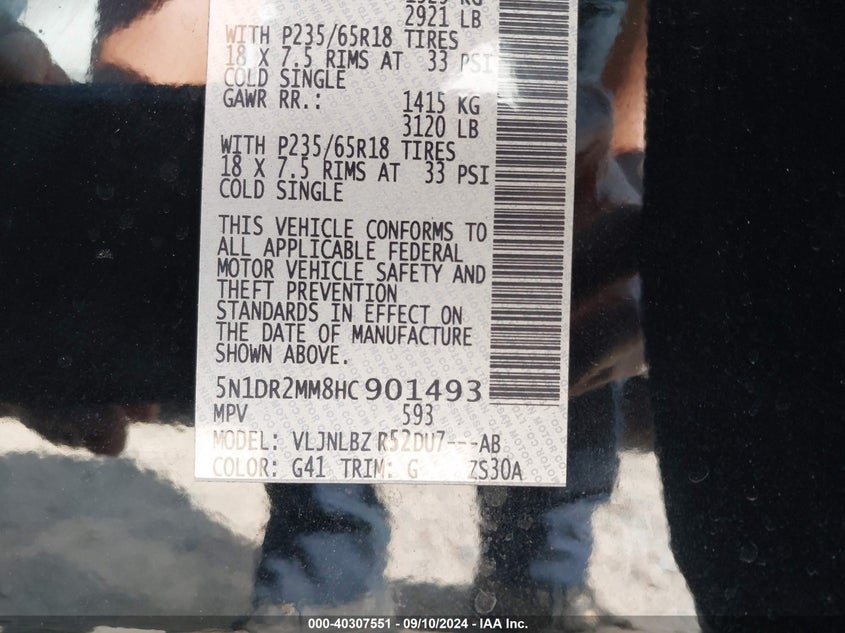 2921 LB
WITH P235/65R18 TIRES
18 X 7.5 RIMS AT 33 PSI
COLD SINGLE
GAWR RR.: 1415 KG
3120 LB
WITH P235/65R18 TIRES
18 X 7.5 RIMS AT 33 PSI
COLD SINGLE
THIS VEHICLE CONFORMS TO
ALL APPLICABLE FEDERAL
MOTOR VEHICLE SAFETY AND
THEFT PREVENTION
STANDARDS IN EFFECT ON
THE DATE OF MANUFACTURE
SHOWN ABOVE.
5N1DR2MM8HC901493
MPV 593
MODEL: VLJNLBZ R52DU7---AB
COLOR: G41 TRIM: G ZS30A
000-40307551 - 09/10/2024 - IAA Inc.